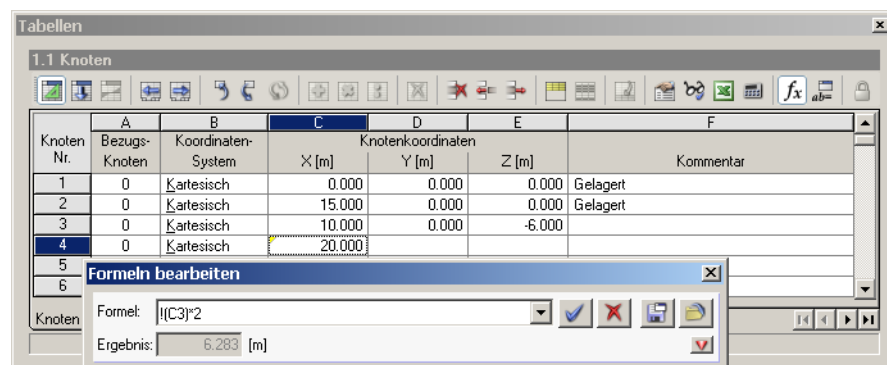 Tabellen
1.1 Knoten
fx ab=
A B C D E F
Knoten Nr. Bezugs-Knoten Koordinaten-System Knotenkoordinaten
X [m] Y [m] Z [m] Kommentar
1 0 Kartesisch 0.000 0.000 0.000 Gelagert
2 0 Kartesisch 15.000 0.000 0.000 Gelagert
3 0 Kartesisch 10.000 0.000 -6.000
4 0 Kartesisch 20.000
5
6
Formeln bearbeiten
Knoten
Formel: !(C3)*2
Ergebnis: 6.283 [m]